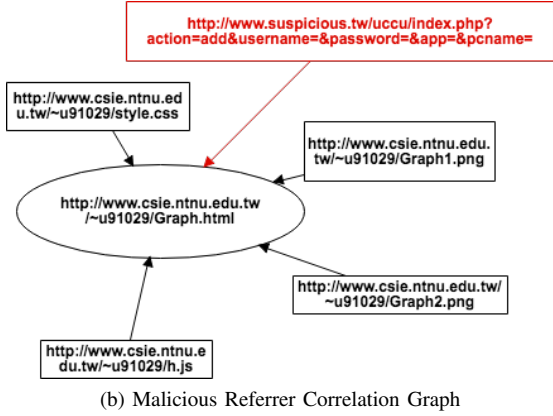 http://www.suspicious.tw/uccu/index.php?
action=add&username=&password=&app=&pcname=
http://www.csie.ntnu.ed
u.tw/~u91029/style.css
http://www.csie.ntnu.edu.
tw/~u91029/Graph1.png
http://www.csie.ntnu.edu.tw
/~u91029/Graph.html
http://www.csie.ntnu.edu.tw/
~u91029/Graph2.png
http://www.csie.ntnu.e
du.tw/~u91029/h.js
(b) Malicious Referrer Correlation Graph